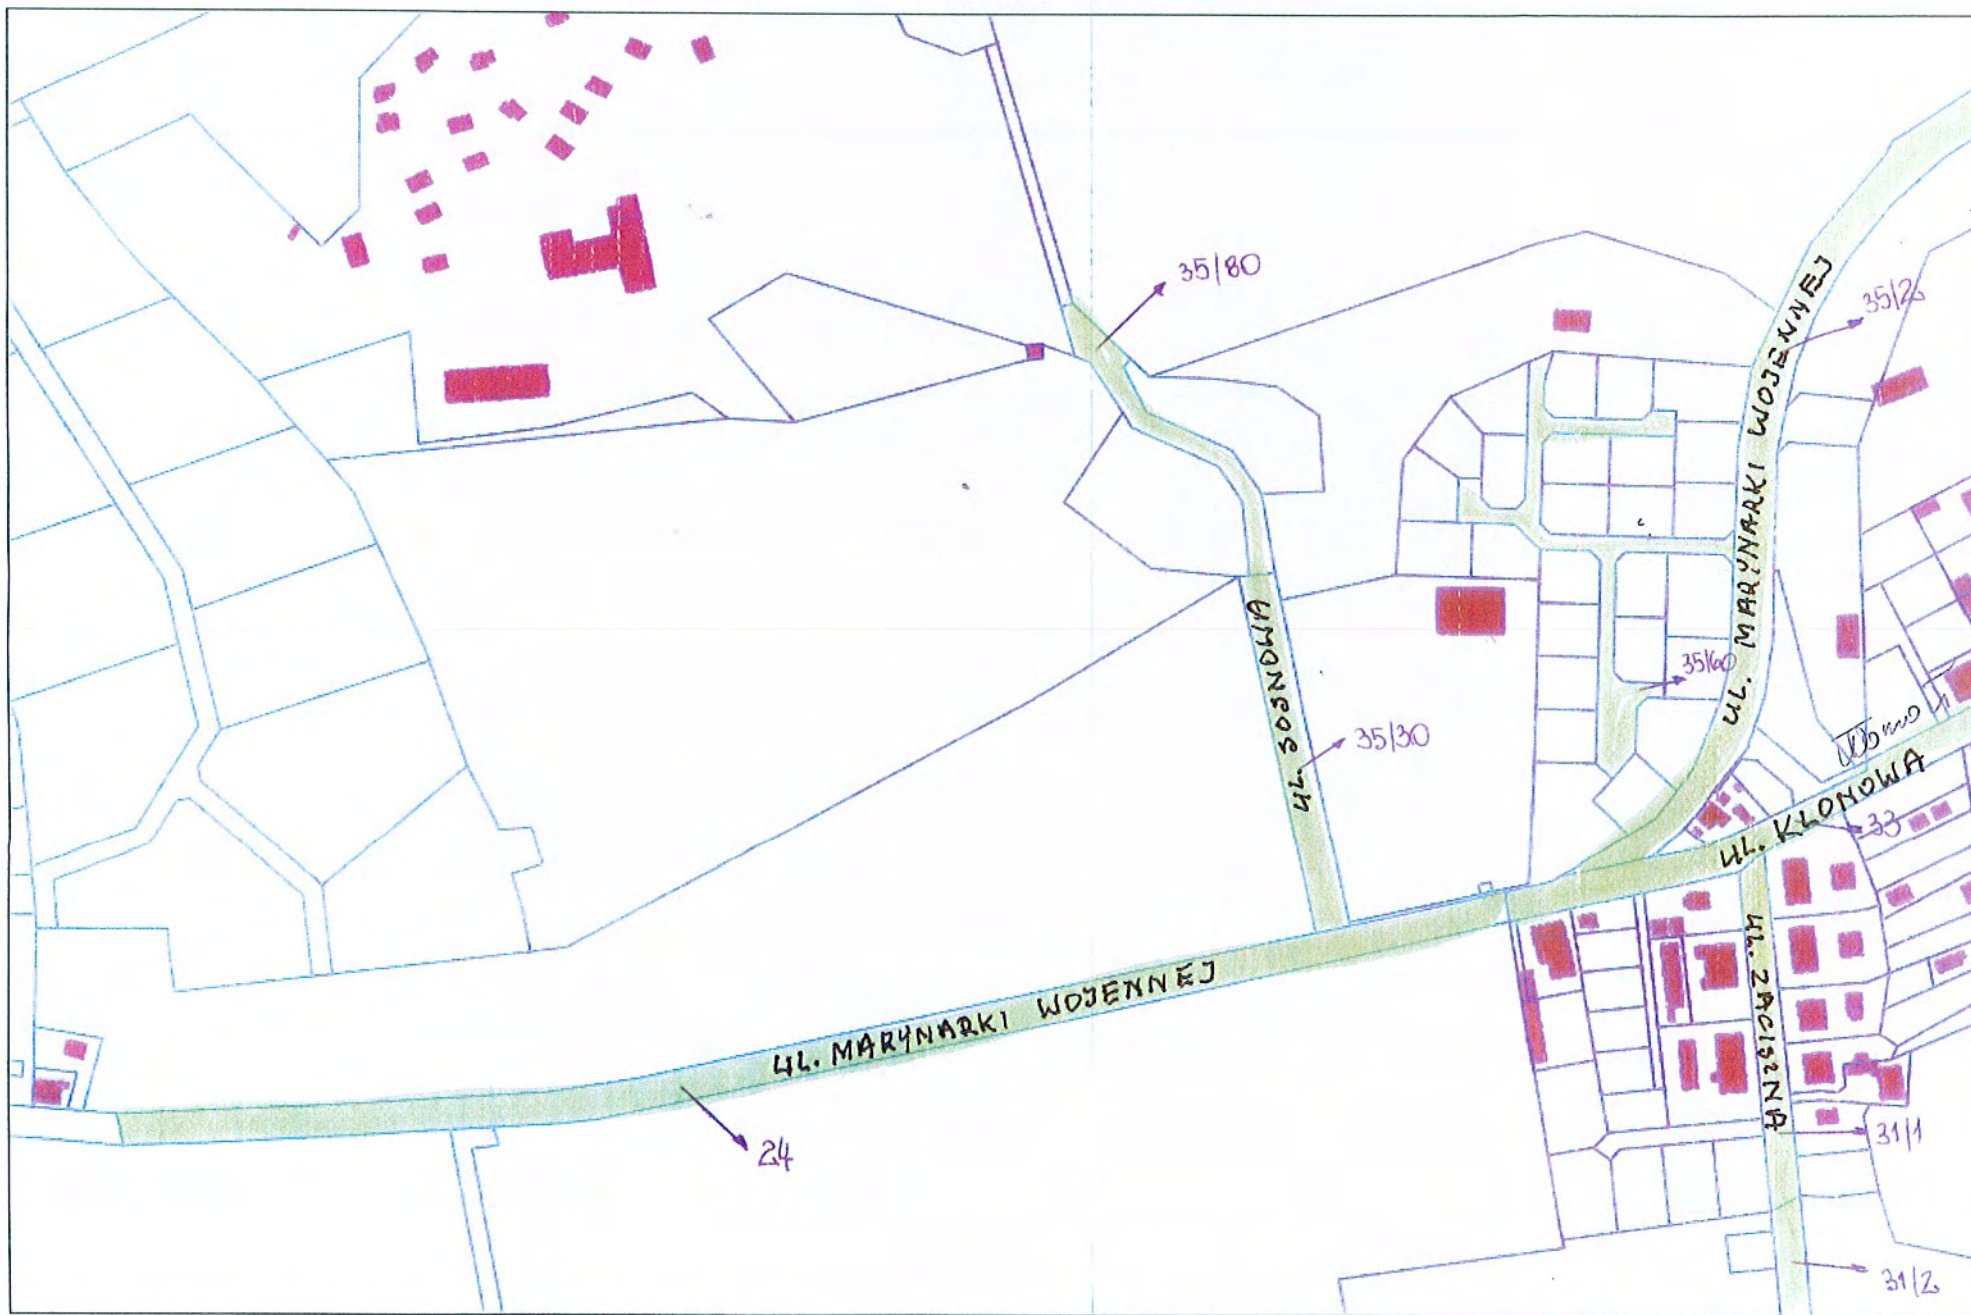 35/80
35/2
UL. MARYNARKI WOJENNEJ
35/60
UL. SOSNOWA
35/30
UL. KLONOWA
33
UL. ZACISZNA
UL. MARYNARKI WOJENNEJ
24
31/1
31/2